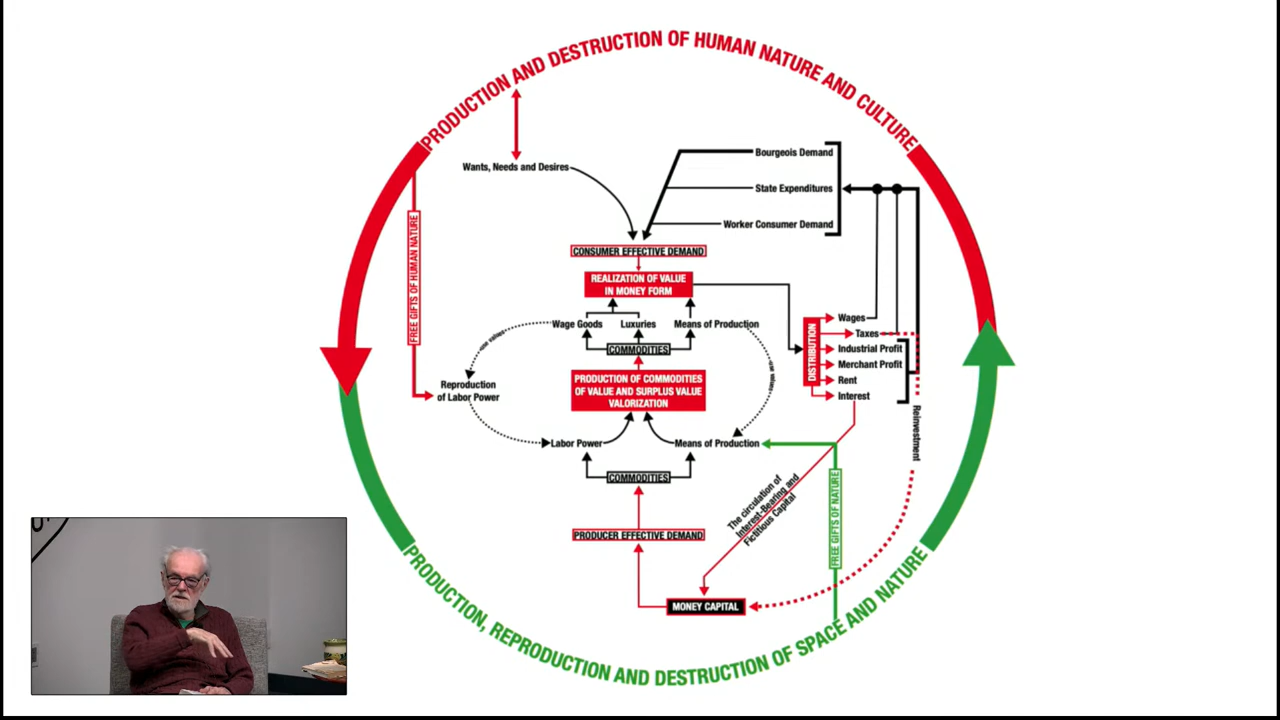 PRODUCTION AND DESTRUCTION OF HUMAN NATURE AND CULTURE
Wants, Needs and Desires
Bourgeois Demand
State Expenditures
Worker Consumer Demand
FREE GIFTS OF HUMAN NATURE
CONSUMER EFFECTIVE DEMAND
REALIZATION OF VALUE
IN MONEY FORM
Wage Goods
Luxuries
Means of Production
use values
use values
COMMODITIES
DISTRIBUTION
Wages
Taxes
Industrial Profit
Merchant Profit
Rent
Interest
Reproduction
of Labor Power
PRODUCTION OF COMMODITIES
OF VALUE AND SURPLUS VALUE
VALORIZATION
Labor Power
Means of Production
Reinvestment
COMMODITIES
The circulation of
Interest-Bearing and
Fictitious Capital
FREE GIFTS OF NATURE
PRODUCER EFFECTIVE DEMAND
MONEY CAPITAL
PRODUCTION, REPRODUCTION AND DESTRUCTION OF SPACE AND NATURE